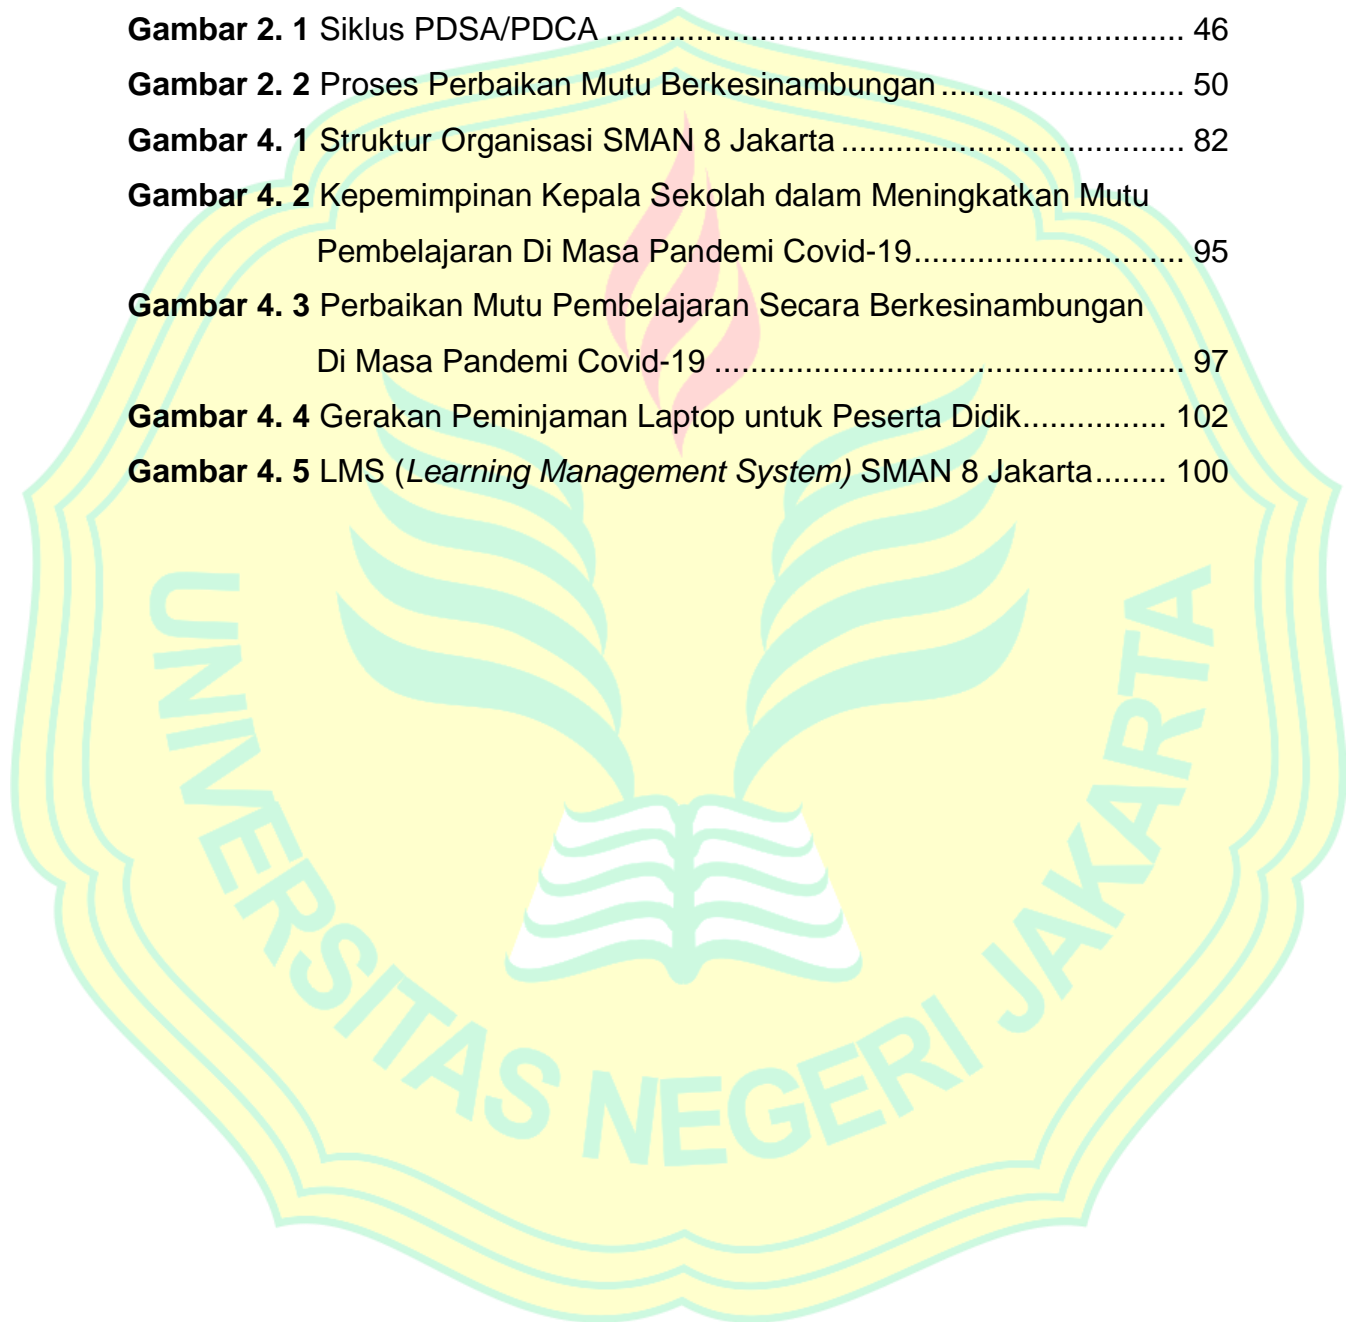 Gambar 2. 1 Siklus PDSA/PDCA ................................................................ 46
Gambar 2. 2 Proses Perbaikan Mutu Berkesinambungan ........................... 50
Gambar 4. 1 Struktur Organisasi SMAN 8 Jakarta ...................................... 82
Gambar 4. 2 Kepemimpinan Kepala Sekolah dalam Meningkatkan Mutu
Pembelajaran Di Masa Pandemi Covid-19.............................. 95
Gambar 4. 3 Perbaikan Mutu Pembelajaran Secara Berkesinambungan
Di Masa Pandemi Covid-19 .................................................... 97
Gambar 4. 4 Gerakan Peminjaman Laptop untuk Peserta Didik................ 102
Gambar 4. 5 LMS (Learning Management System) SMAN 8 Jakarta........ 100
UNIVERSITAS NEGERI JAKARTA